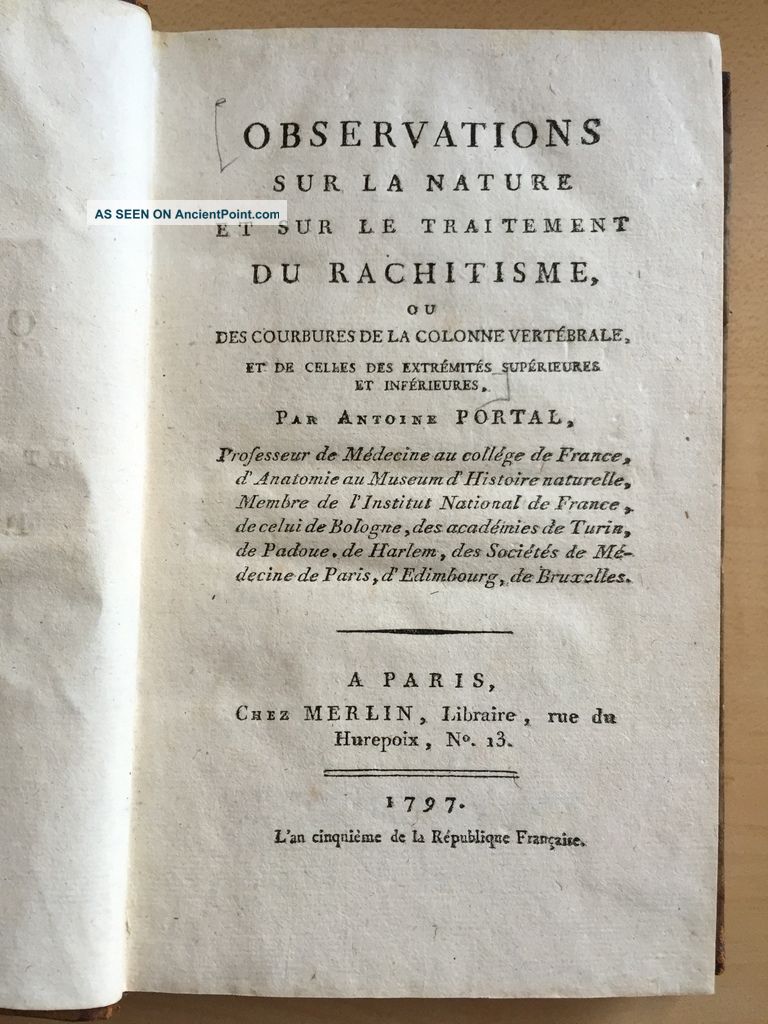 OBSERVATIONS
SUR LA NATURE
AS SEEN ON AncientPoint.com
ET SUR LE TRAITEMENT
DU RACHITISME,
OU
DES COURBURES DE LA COLONNE VERTÉBRALE,
ET DE CELLES DES EXTRÉMITÉS SUPÉRIEURES
ET INFÉRIEURES.
PAR ANTOINE PORTAL,
Professeur de Médecine au collége de France,
d'Anatomie au Museum d'Histoire naturelle,
Membre de l'Institut National de France,
de celui de Bologne, des académies de Turin,
de Padoue, de Harlem, des Sociétés de Mé-
decine de Paris, d'Edimbourg, de Bruxelles.
A PARIS,
CHEZ MERLIN, Libraire, rue du
Hurepoix, Nº. 13.
1797.
L'an cinquième de la République Française.